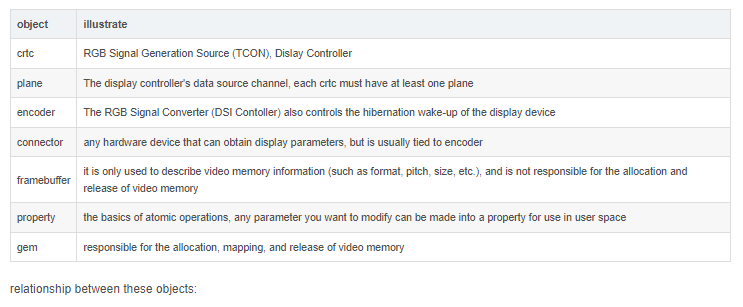 object illustrate
crtc RGB Signal Generation Source (TCON), Dislay Controller
plane The display controller's data source channel, each crtc must have at least one plane
encoder The RGB Signal Converter (DSI Contoller) also controls the hibernation wake-up of the display device
connector any hardware device that can obtain display parameters, but is usually tied to encoder
framebuffer it is only used to describe video memory information (such as format, pitch, size, etc.), and is not responsible for the allocation and
release of video memory
property the basics of atomic operations, any parameter you want to modify can be made into a property for use in user space
gem responsible for the allocation, mapping, and release of video memory
relationship between these objects: